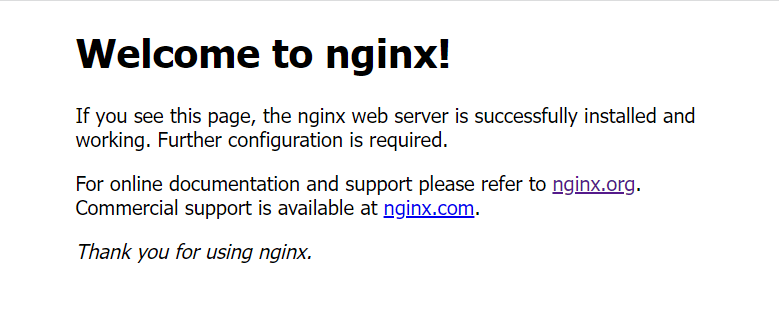 Welcome to nginx!
If you see this page, the nginx web server is successfully installed and
working. Further configuration is required.
For online documentation and support please refer to nginx.org.
Commercial support is available at nginx.com.
Thank you for using nginx.